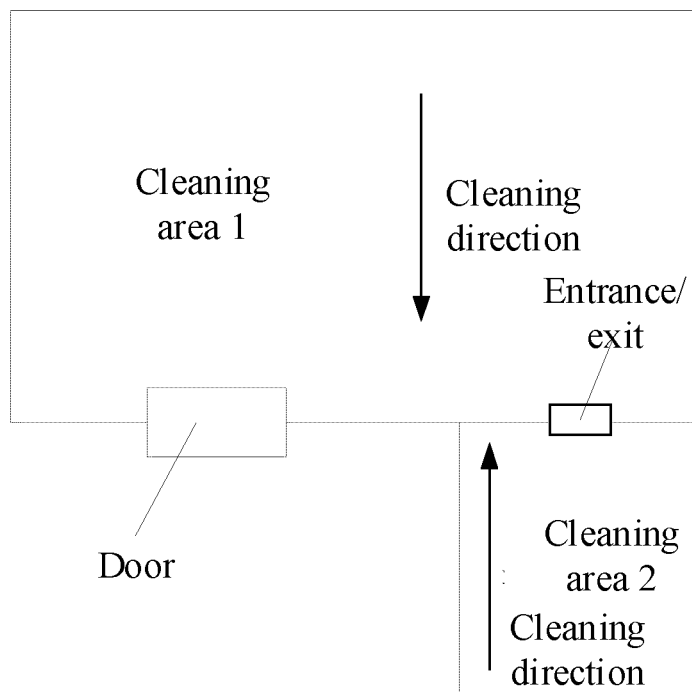 Cleaning
area 1
Cleaning
direction
Entrance/
exit
Door
Cleaning
area 2
Cleaning
direction